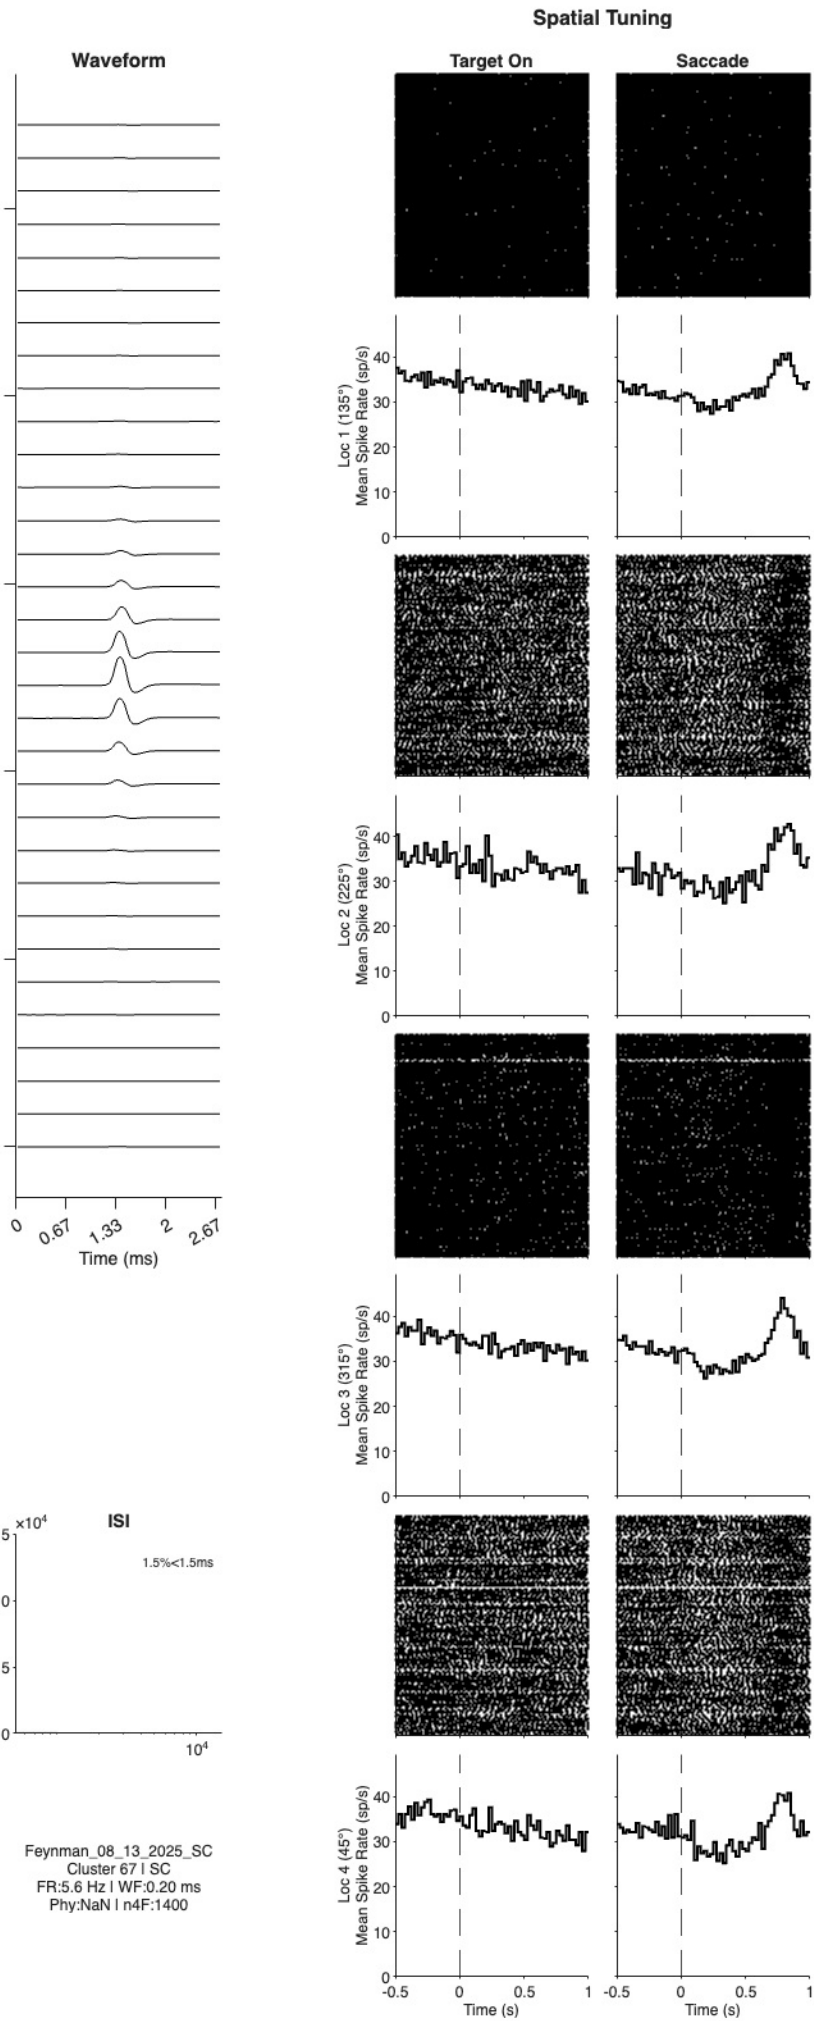 Spatial Tuning
Waveform
Target On
Saccade
0
0.67
1.33
2
2.67
Time (ms)
Loc 1 (135°)
Mean Spike Rate (sp/s)
40
30
20
10
0
Loc 2 (225°)
Mean Spike Rate (sp/s)
40
30
20
10
0
Loc 3 (315°)
Mean Spike Rate (sp/s)
40
30
20
10
0
ISI
×10⁴
5
0
5
0
1.5%<1.5ms
10⁴
Feynman_08_13_2025_SC
Cluster 67 | SC
FR:5.6 Hz | WF:0.20 ms
Phy:NaN | n4F:1400
Loc 4 (45°)
Mean Spike Rate (sp/s)
40
30
20
10
0
-0.5 0 0.5 1
Time (s)
-0.5 0 0.5 1
Time (s)